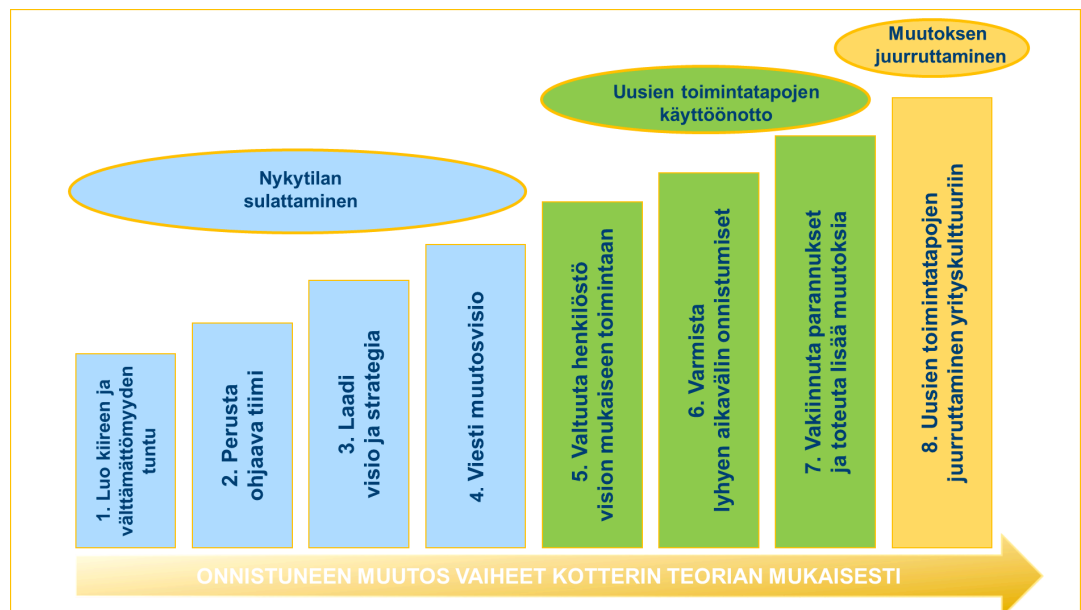 Muutoksen
juurruttaminen
Uusien toimintatapojen
käyttöönotto
Nykytilan
sulattaminen
1. Luo kiireen ja
välttämättömyyden
tuntu
2. Perusta
ohjaava tiimi
3. Laadi
visio ja strategia
4. Viesti muutosvisio
5. Valtuuta henkilöstö
vision mukaiseen toimintaan
6. Varmista
lyhyen aikavälin onnistumiset
7. Vakiinnuta parannukset
ja toteuta lisää muutoksia
8. Uusien toimintatapojen
juurruttaminen yrityskulttuuriin
ONNISTUNEEN MUUTOS VAIHEET KOTTERIN TEORIAN MUKAISESTI